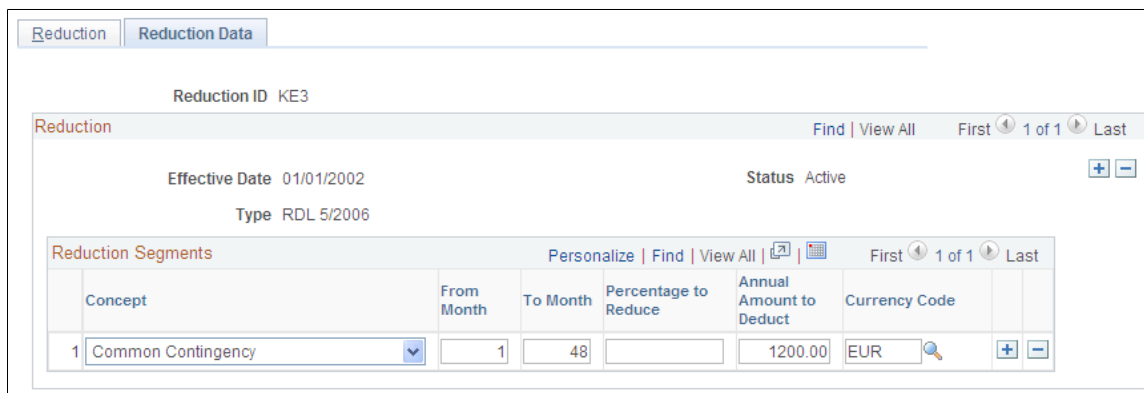 Reduction Reduction Data
Reduction ID KE3
Reduction Find | View All First 1 of 1 Last
Effective Date 01/01/2002 Status Active
Type RDL 5/2006
Reduction Segments Personalize | Find | View All | | First 1 of 1 Last
Concept From Month To Month Percentage to Reduce Annual Amount to Deduct Currency Code
1 Common Contingency 1 48 1200.00 EUR